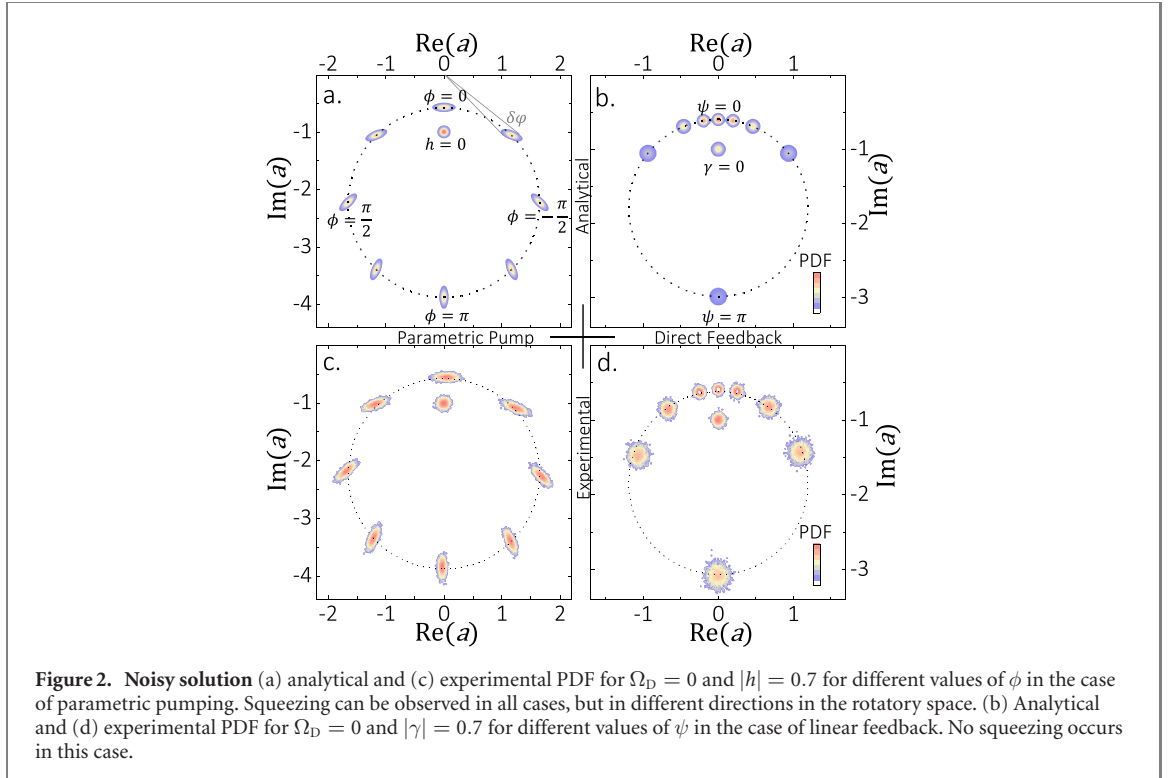 Re(a)
-2 -1 0 1 2
-1 0 1
a.
ϕ = 0
δφ
h = 0
-1
-2
-3
-4
Im(a)
ϕ = π/2
ϕ = -π/2
ϕ = π
Analytical
Re(a)
b.
ψ = 0
γ = 0
-1
-2
-3
Im(a)
PDF
ψ = π
Parametric Pump
Direct Feedback
c.
-1
-2
-3
-4
Im(a)
-2 -1 0 1 2
Re(a)
Experimental
d.
-1
-2
-3
Im(a)
PDF
-1 0 1
Re(a)
Figure 2. Noisy solution (a) analytical and (c) experimental PDF for Ω_D = 0 and |h| = 0.7 for different values of ϕ in the case
of parametric pumping. Squeezing can be observed in all cases, but in different directions in the rotatory space. (b) Analytical
and (d) experimental PDF for Ω_D = 0 and |γ| = 0.7 for different values of ψ in the case of linear feedback. No squeezing occurs
in this case.